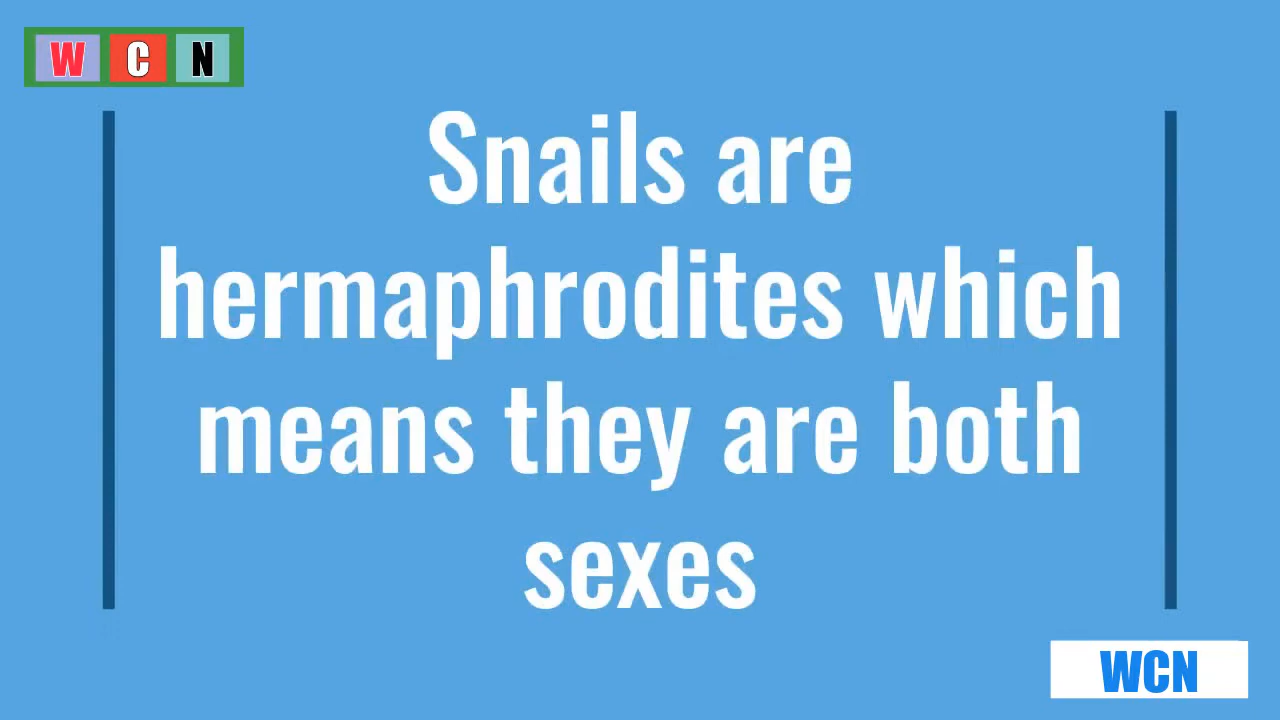 W C N
Snails are
hermaphrodites which
means they are both
sexes
WCN